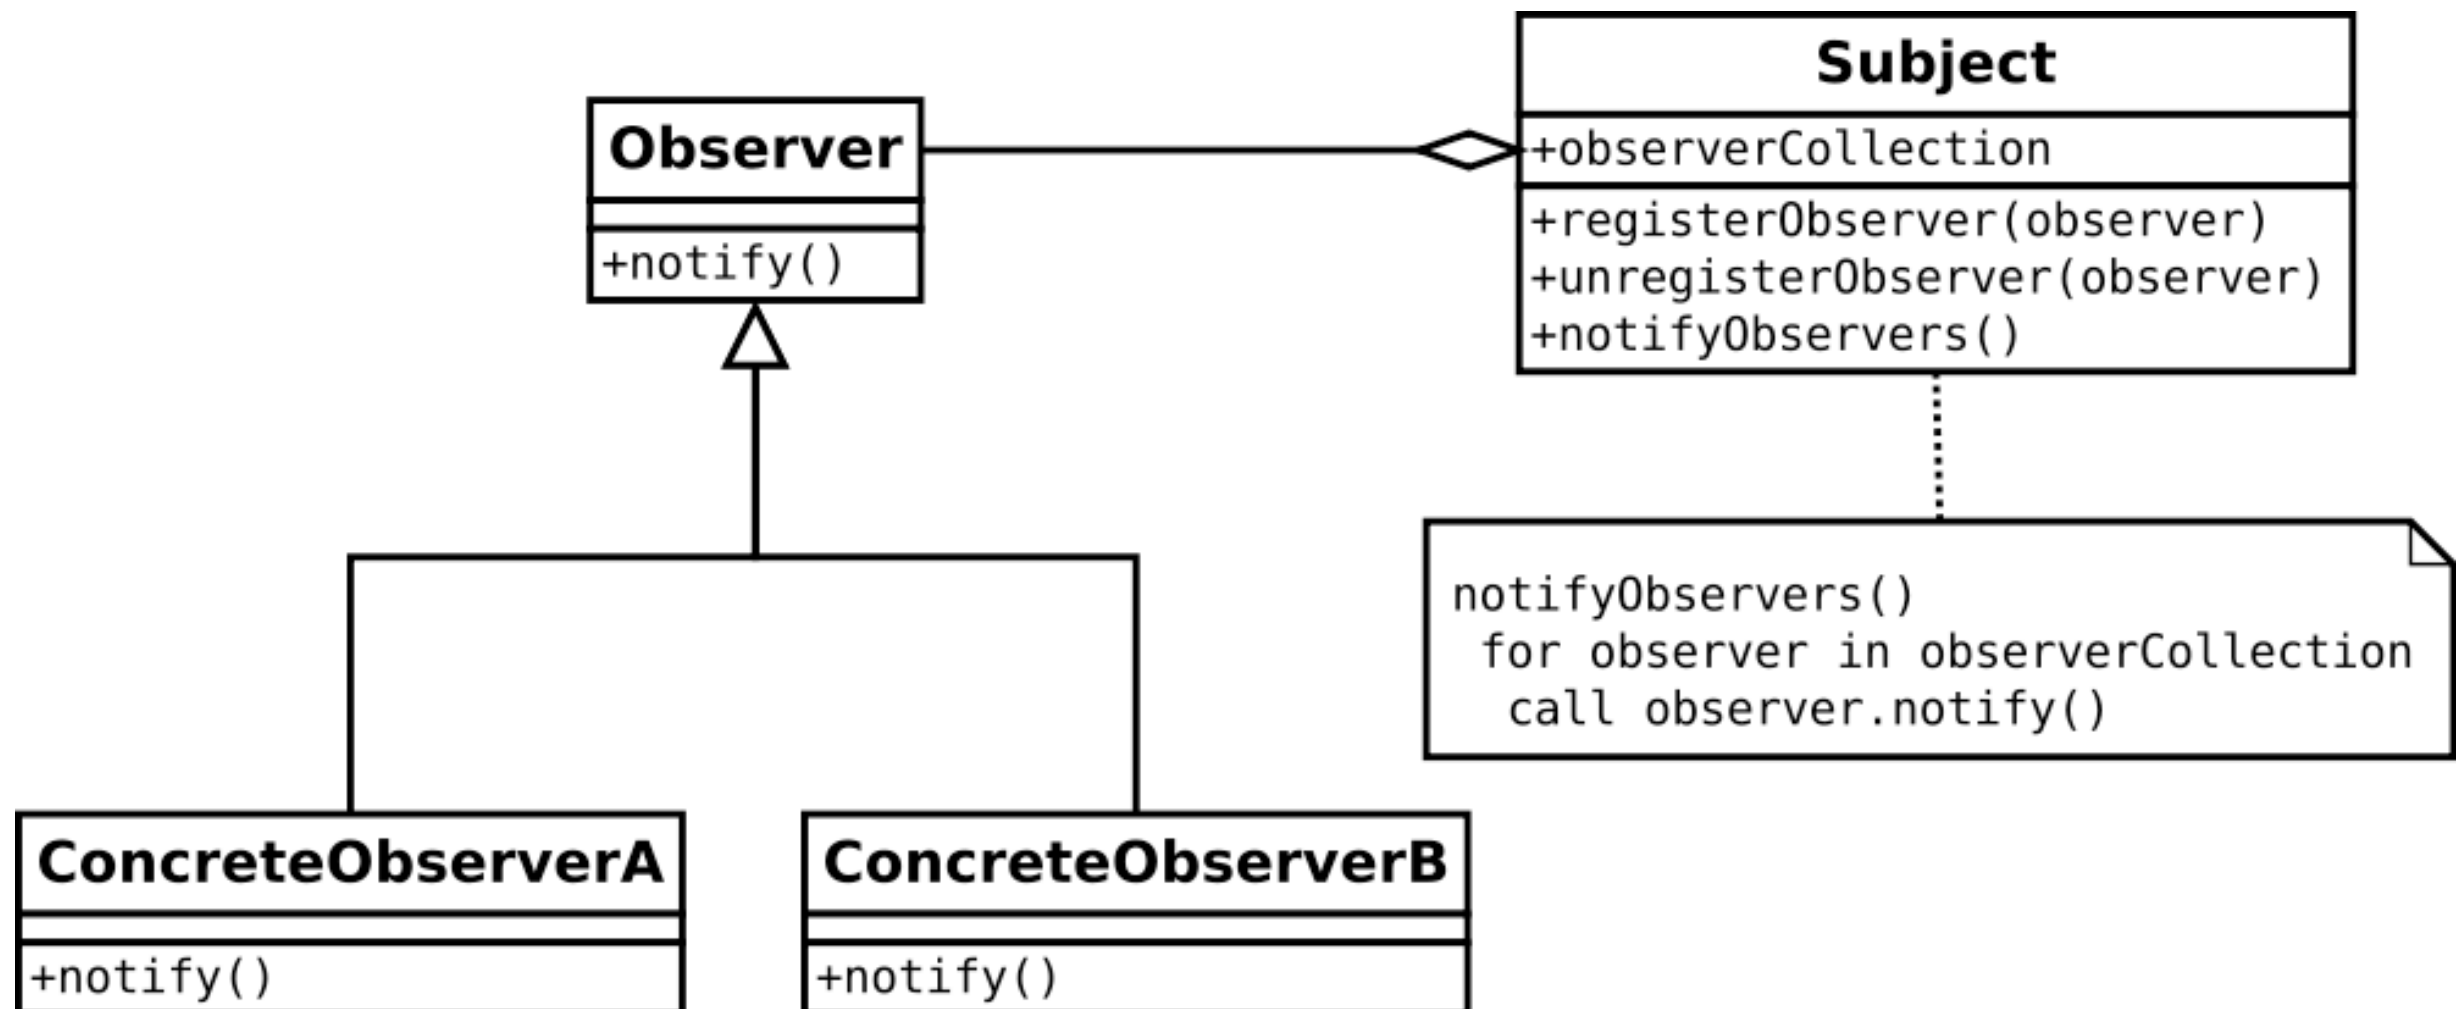 Subject
+observerCollection
+registerObserver(observer)
+unregisterObserver(observer)
+notifyObservers()
Observer
+notify()
notifyObservers()
for observer in observerCollection
call observer.notify()
ConcreteObserverA
+notify()
ConcreteObserverB
+notify()